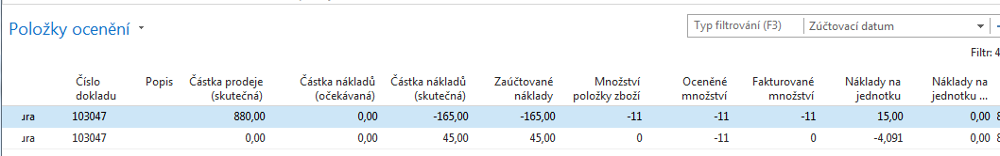 Položky ocenění
Typ filtrování (F3) Zúčtovací datum
Filtr: 4
Číslo dokladu Popis Částka prodeje (skutečná) Částka nákladů (očekávaná) Částka nákladů (skutečná) Zaúčtované náklady Množství položky zboží Oceněné množství Fakturované množství Náklady na jednotku Náklady na jednotku ...
ura 103047 880,00 0,00 -165,00 -165,00 -11 -11 -11 15,00 0,00 8
ura 103047 0,00 0,00 45,00 45,00 0 -11 0 -4,091 0,00 8